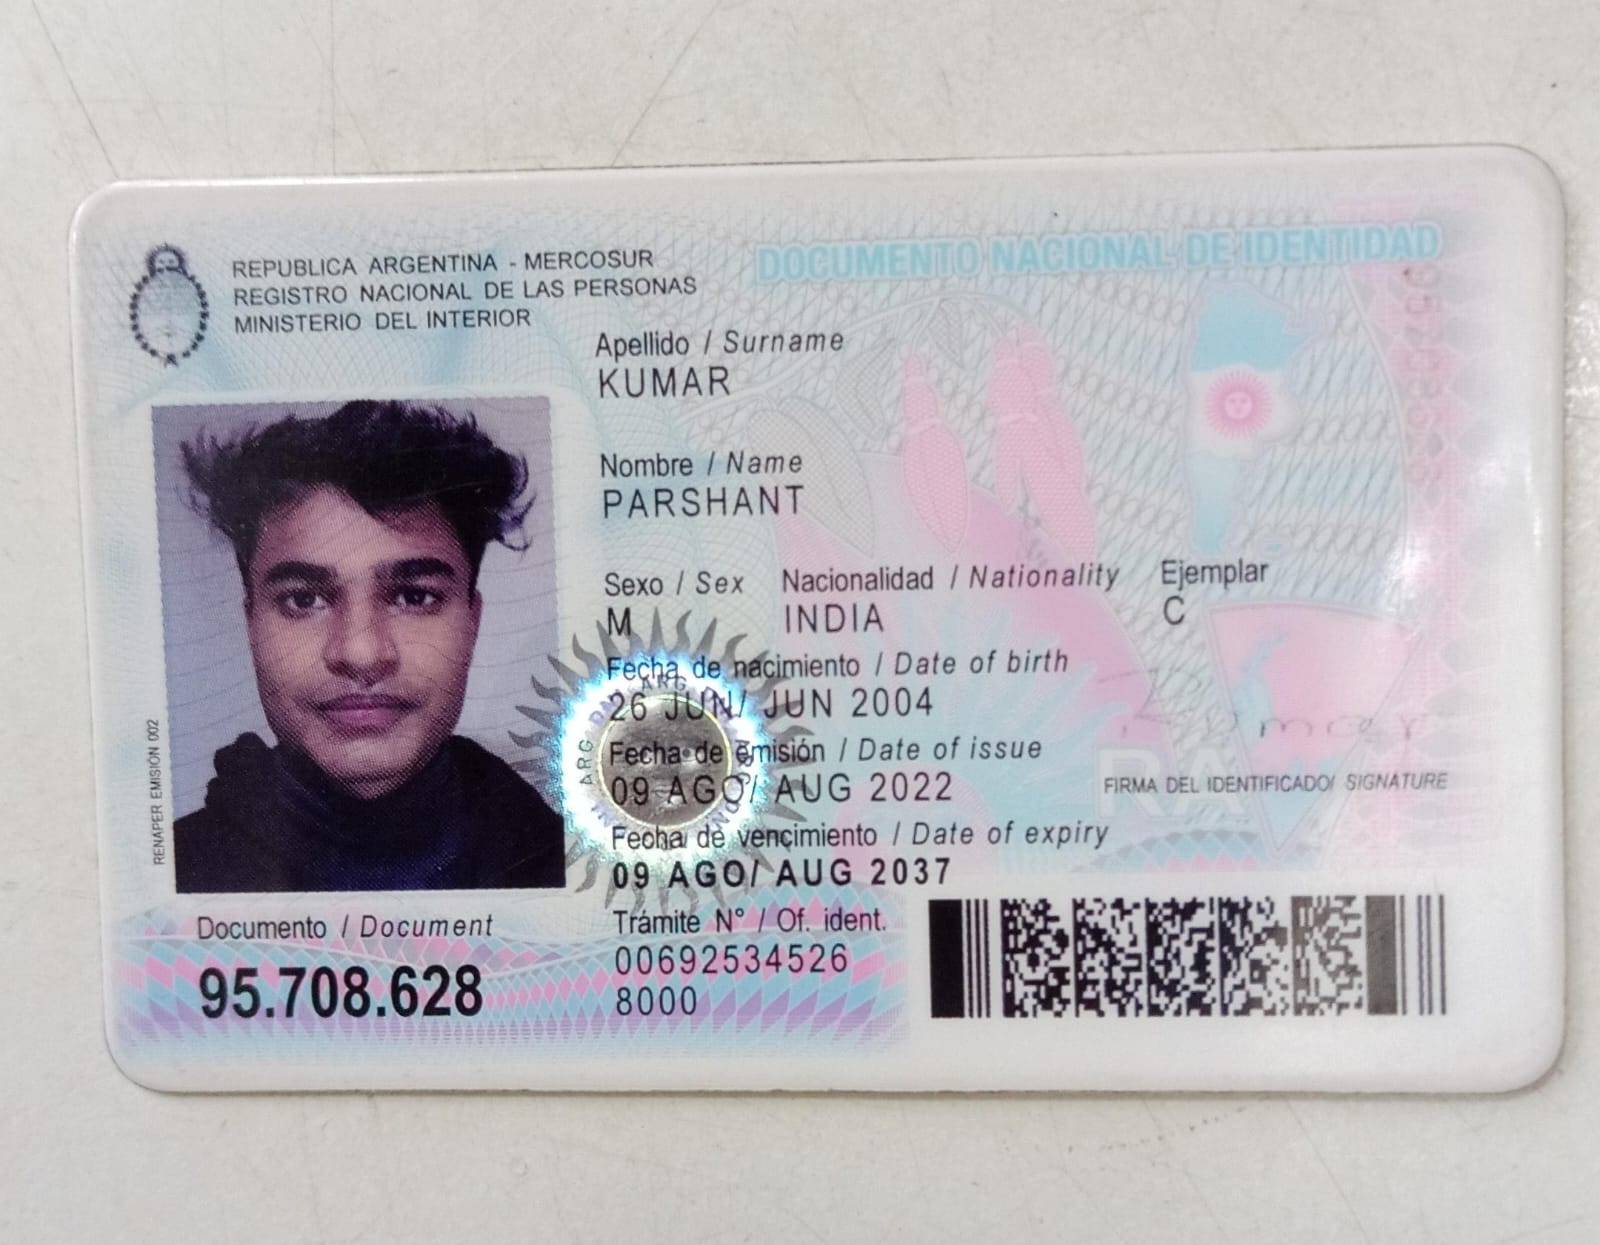 REPUBLICA ARGENTINA - MERCOSUR
REGISTRO NACIONAL DE LAS PERSONAS
MINISTERIO DEL INTERIOR
DOCUMENTO NACIONAL DE IDENTIDAD
Apellido / Surname
KUMAR
Nombre / Name
PARSHANT
Sexo / Sex Nacionalidad / Nationality Ejemplar
M INDIA C
Fecha de nacimiento / Date of birth
26 JUN/ JUN 2004
Fecha de emisión / Date of issue
09 AGO/ AUG 2022
FIRMA DEL IDENTIFICADO/ SIGNATURE
Fecha de vencimiento / Date of expiry
09 AGO/ AUG 2037
RENAPER EMISIÓN 002
Documento / Document
95.708.628
Trámite N° / Of. ident.
00692534526
8000
RA